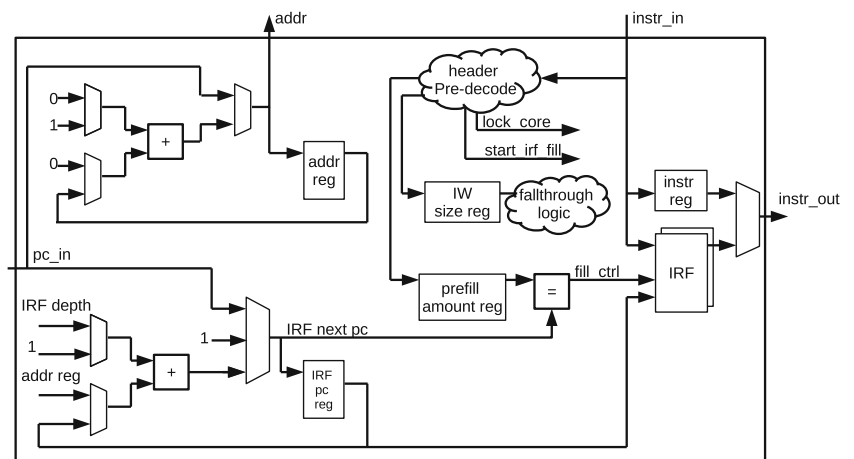 addr
instr_in
header
Pre-decode
0
1
+
lock_core
start_irf_fill
0
addr
reg
IW
size reg
fallthrough
logic
instr
reg
instr_out
pc_in
IRF
fill_ctrl
prefill
amount reg
=
IRF depth
1
1
IRF next pc
addr reg
+
IRF
pc
reg